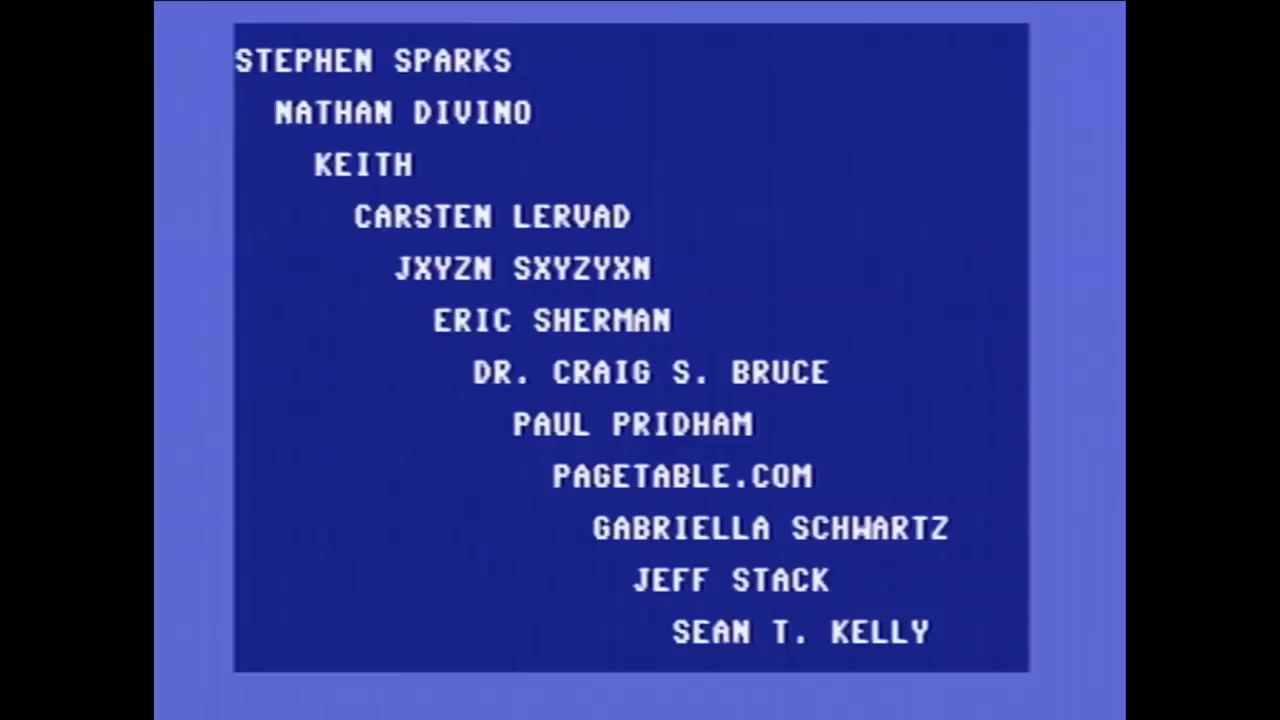 STEPHEN SPARKS
NATHAN DIVINO
KEITH
CARSTEN LERVAD
JXYZN SXYZYXN
ERIC SHERMAN
DR. CRAIG S. BRUCE
PAUL PRIDHAM
PAGETABLE.COM
GABRIELLA SCHWARTZ
JEFF STACK
SEAN T. KELLY